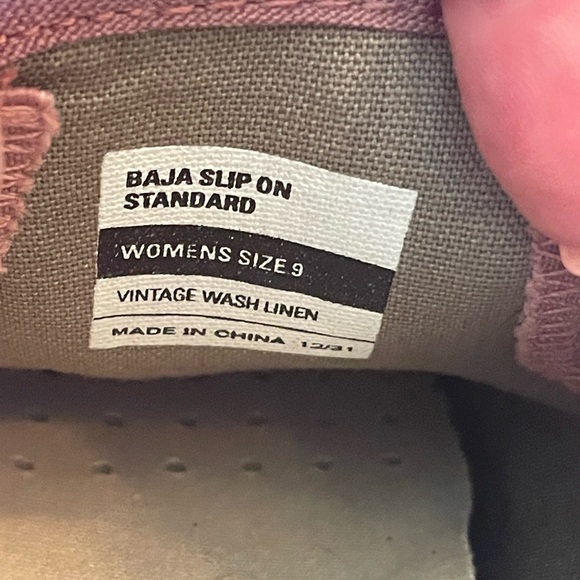 BAJA SLIP ON
STANDARD
WOMENS SIZE 9
VINTAGE WASH LINEN
MADE IN CHINA 12/31